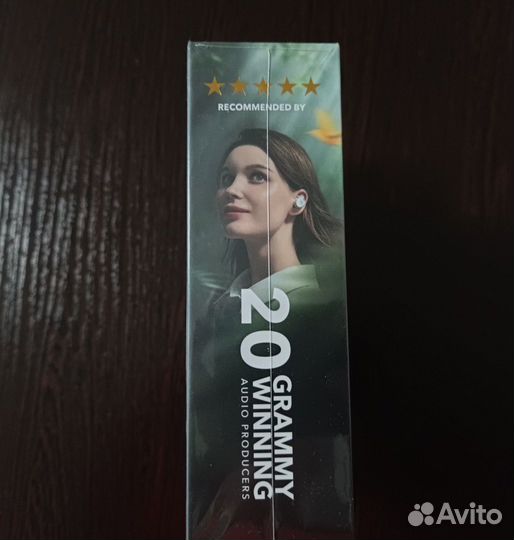 RECOMMENDED BY
20
GRAMMY
WINNING
AUDIO PRODUCERS
Avito